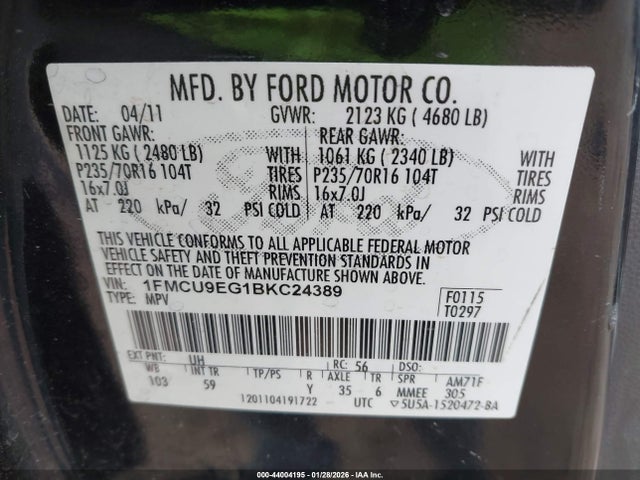 MFD. BY FORD MOTOR CO.
DATE: 04/11 GVWR: 2123 KG ( 4680 LB)
FRONT GAWR: REAR GAWR:
1125 KG ( 2480 LB) WITH 1061 KG ( 2340 LB) WITH
P235/70R16 104T TIRES P235/70R16 104T TIRES
16x7.0J RIMS 16x7.0J RIMS
AT 220 kPa/ 32 PSI COLD AT 220 kPa/ 32 PSI COLD
THIS VEHICLE CONFORMS TO ALL APPLICABLE FEDERAL MOTOR
VEHICLE SAFETY AND THEFT PREVENTION STANDARDS IN
EFFECT ON THE DATE OF MANUFACTURE SHOWN ABOVE.
VIN: 1FMCU9EG1BKC24389
TYPE: MPV
F0115
T0297
EXT PNT: UH RC: 56 DSO:
WB INT TR TP/PS R AXLE TR SPR AM71F
103 59 Y 35 6 MMEE 305
1201104191722 UTC 5U5A-1520472-BA
000-44004195 | 01/28/2026 | IAA Inc.